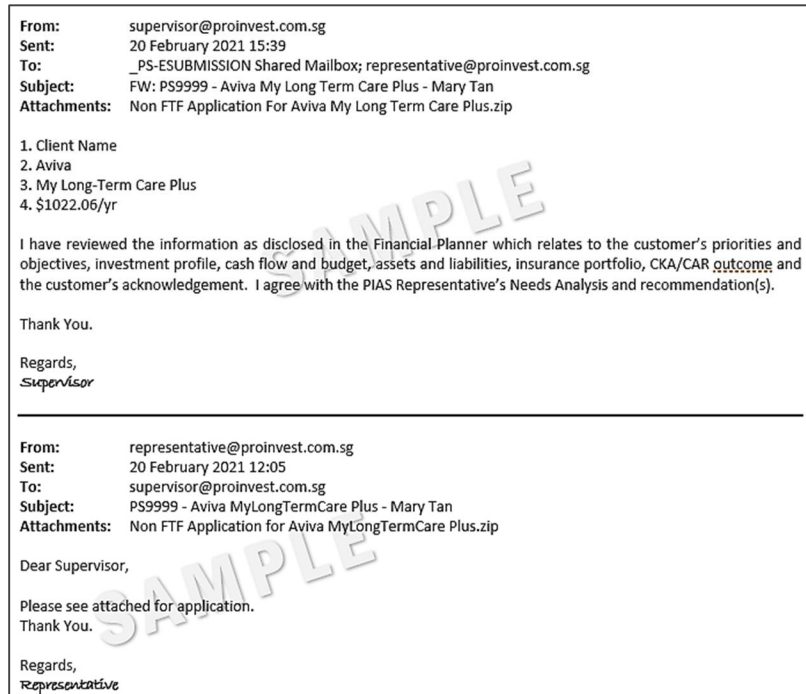 From: supervisor@proinvest.com.sg
Sent: 20 February 2021 15:39
To: _PS-ESUBMISSION Shared Mailbox; representative@proinvest.com.sg
Subject: FW: PS9999 - Aviva My Long Term Care Plus - Mary Tan
Attachments: Non FTF Application For Aviva My Long Term Care Plus.zip
1. Client Name
2. Aviva
3. My Long-Term Care Plus
4. $1022.06/yr
SAMPLE
I have reviewed the information as disclosed in the Financial Planner which relates to the customer's priorities and
objectives, investment profile, cash flow and budget, assets and liabilities, insurance portfolio, CKA/CAR outcome and
the customer's acknowledgement. I agree with the PIAS Representative's Needs Analysis and recommendation(s).
Thank You.
Regards,
Supervisor
From: representative@proinvest.com.sg
Sent: 20 February 2021 12:05
To: supervisor@proinvest.com.sg
Subject: PS9999 - Aviva MyLongTermCare Plus - Mary Tan
Attachments: Non FTF Application for Aviva MyLongTermCare Plus.zip
SAMPLE
Dear Supervisor,
Please see attached for application.
Thank You.
Regards,
Representative